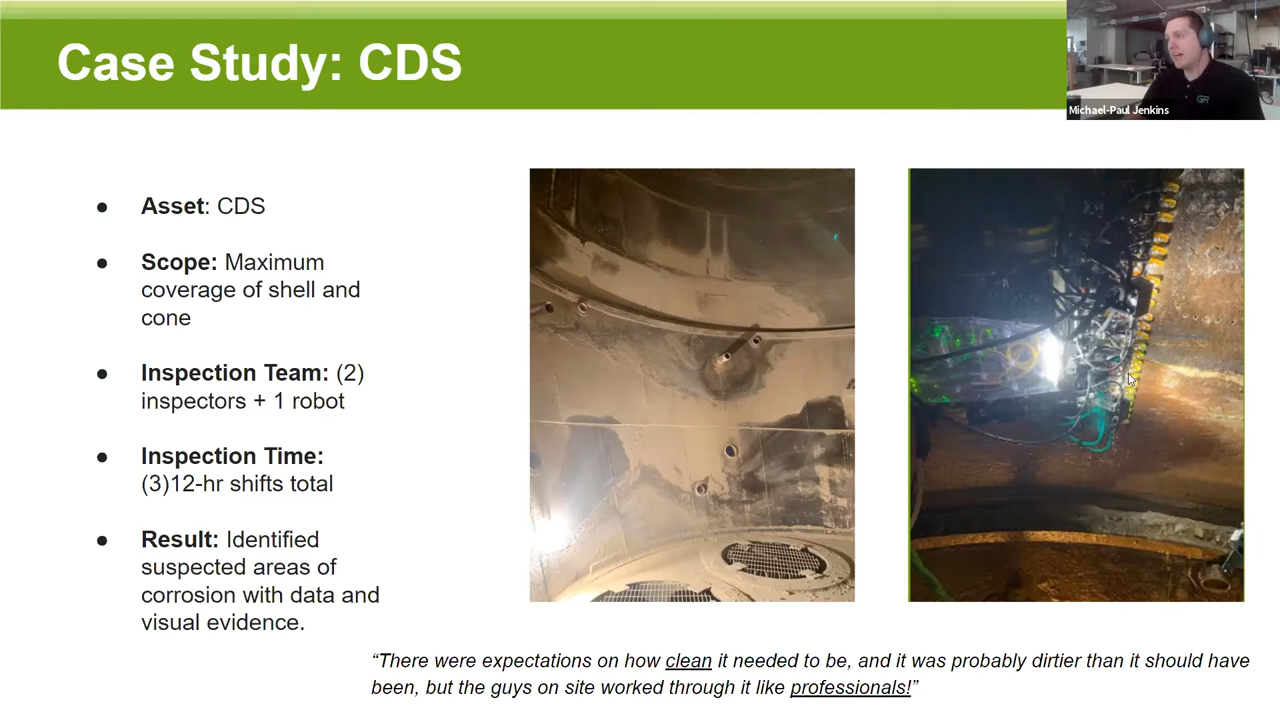 Case Study: CDS
Michael-Paul Jenkins
GR
● Asset: CDS
● Scope: Maximum
coverage of shell and
cone
● Inspection Team: (2)
inspectors + 1 robot
● Inspection Time:
(3)12-hr shifts total
● Result: Identified
suspected areas of
corrosion with data and
visual evidence.
“There were expectations on how clean it needed to be, and it was probably dirtier than it should have
been, but the guys on site worked through it like professionals!”